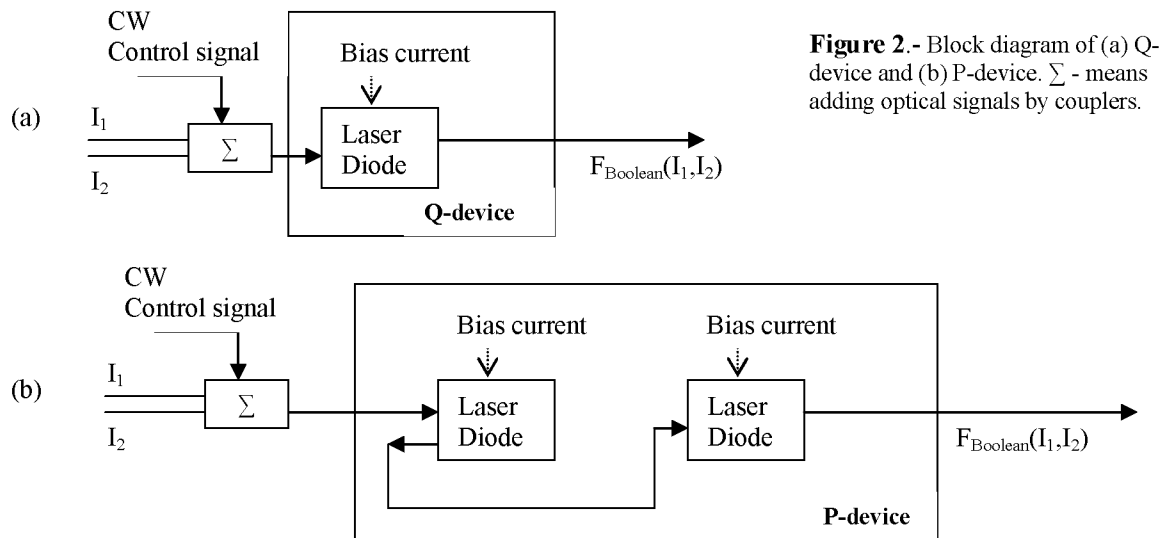 CW
Control signal
Bias current
(a)
I₁
I₂
∑
Laser
Diode
F_Boolean(I₁,I₂)
Q-device
Figure 2.- Block diagram of (a) Q-
device and (b) P-device. ∑ - means
adding optical signals by couplers.
CW
Control signal
Bias current
Bias current
(b)
I₁
I₂
∑
Laser
Diode
Laser
Diode
F_Boolean(I₁,I₂)
P-device